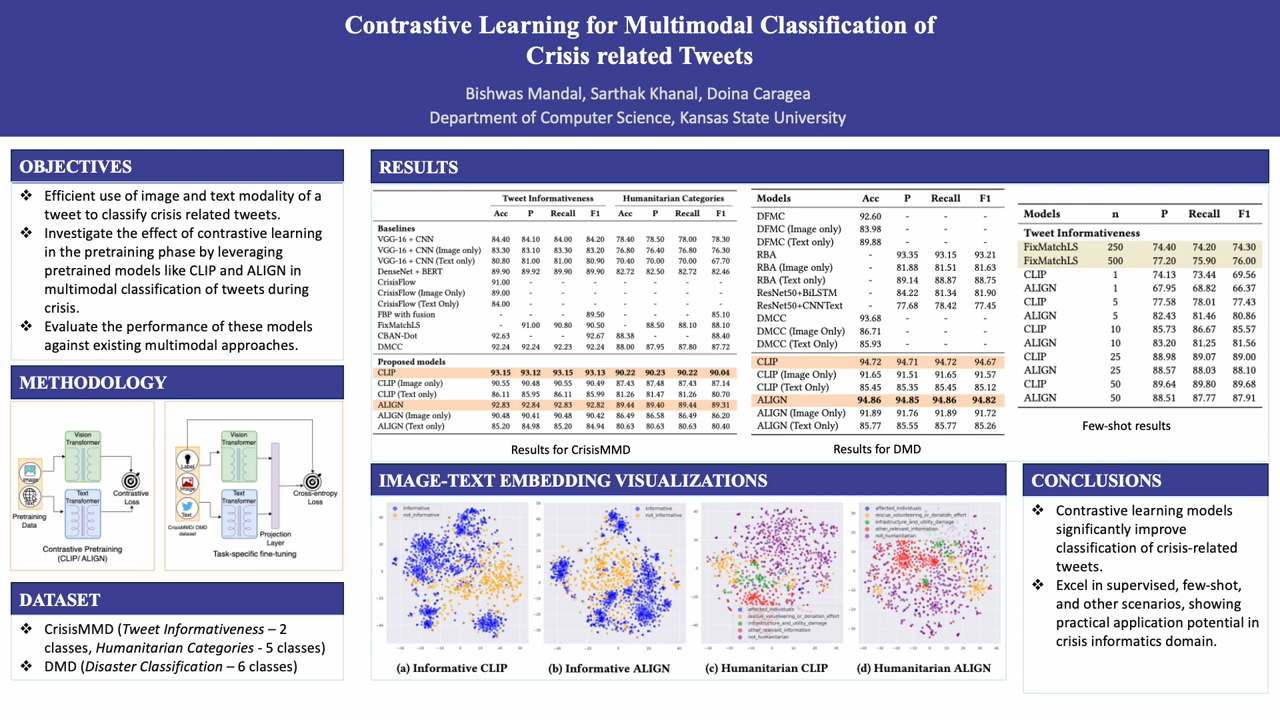 Contrastive Learning for Multimodal Classification of
Crisis related Tweets
Bishwas Mandal, Sarthak Khanal, Doina Caragea
Department of Computer Science, Kansas State University
OBJECTIVES
❖ Efficient use of image and text modality of a
tweet to classify crisis related tweets.
❖ Investigate the effect of contrastive learning
in the pretraining phase by leveraging
pretrained models like CLIP and ALIGN in
multimodal classification of tweets during
crisis.
❖ Evaluate the performance of these models
against existing multimodal approaches.
METHODOLOGY
Vision
Transformer
Image
Text
Transformer
Pretraining
Data
Contrastive
Loss
Contrastive Pretraining
(CLIP/ ALIGN)
Vision
Transformer
Label
Image
Text
Text
Transformer
CrisisMMD/ DMD
dataset
Projection
Layer
Cross-entropy
Loss
Task-specific fine-tuning
DATASET
❖ CrisisMMD (Tweet Informativeness – 2
classes, Humanitarian Categories - 5 classes)
❖ DMD (Disaster Classification – 6 classes)
RESULTS
Tweet Informativeness Humanitarian Categories
Acc P Recall F1 Acc P Recall F1
Baselines
VGG-16 + CNN 84.40 84.10 84.00 84.20 78.40 78.50 78.00 78.30
VGG-16 + CNN (Image only) 83.30 83.10 83.30 83.20 76.80 76.40 76.80 76.30
VGG-16 + CNN (Text only) 80.80 81.00 81.00 80.90 70.40 70.00 70.00 67.70
DenseNet + BERT 89.90 89.92 89.90 89.90 82.72 82.50 82.72 82.46
CrisisFlow 91.00 - - - - - - -
CrisisFlow (Image Only) 89.00 - - - - - - -
CrisisFlow (Text Only) 84.00 - - - - - - -
FBP with fusion - - - 89.50 - - - 85.10
FixMatchLS - 91.00 90.80 90.50 - 88.50 88.10 88.10
CBAN-Dot 92.63 - - 92.67 88.38 - - 88.40
DMCC 92.24 92.24 92.23 92.24 88.00 87.95 87.80 87.72
Proposed models
CLIP 93.15 93.12 93.15 93.13 90.22 90.23 90.22 90.04
CLIP (Image only) 90.55 90.48 90.55 90.49 87.43 87.38 87.43 87.14
CLIP (Text only) 86.11 85.95 86.11 85.99 81.26 81.47 81.26 80.70
ALIGN 92.83 92.84 92.83 92.82 89.44 89.40 89.44 89.31
ALIGN (Image only) 90.48 90.41 90.48 90.42 86.49 86.58 86.49 86.20
ALIGN (Text only) 85.20 84.98 85.20 84.94 80.63 80.63 80.63 80.40
Results for CrisisMMD
Models Acc P Recall F1
DFMC 92.60 - - -
DFMC (Image only) 83.98 - - -
DFMC (Text only) 89.88 - - -
RBA - 93.35 93.15 93.21
RBA (Image only) - 81.88 81.51 81.63
RBA (Text only) - 89.14 88.87 88.75
ResNet50+BiLSTM - 84.22 81.34 81.90
ResNet50+CNNText - 77.68 78.42 77.45
DMCC 93.68 - - -
DMCC (Image Only) 86.71 - - -
DMCC (Text Only) 85.93 - - -
CLIP 94.72 94.71 94.72 94.67
CLIP (Image Only) 91.65 91.51 91.65 91.57
CLIP (Text Only) 85.45 85.35 85.45 85.12
ALIGN 94.86 94.85 94.86 94.82
ALIGN (Image Only) 91.89 91.76 91.89 91.72
ALIGN (Text Only) 85.77 85.55 85.77 85.26
Results for DMD
Models n P Recall F1
Tweet Informativeness
FixMatchLS 250 74.40 74.20 74.30
FixMatchLS 500 77.20 75.90 76.00
CLIP 1 74.13 73.44 69.56
ALIGN 1 67.95 68.82 66.37
CLIP 5 77.58 78.01 77.43
ALIGN 5 82.43 81.46 80.86
CLIP 10 85.73 86.67 85.57
ALIGN 10 83.20 81.25 81.56
CLIP 25 88.98 89.07 89.00
ALIGN 25 88.57 88.03 88.10
CLIP 50 89.64 89.80 89.68
ALIGN 50 88.51 87.77 87.91
Few-shot results
IMAGE-TEXT EMBEDDING VISUALIZATIONS
informative
not_informative
(a) Informative CLIP
informative
not_informative
(b) Informative ALIGN
affected_individuals
rescue_volunteering_or_donation_effort
infrastructure_and_utility_damage
other_relevant_information
not_humanitarian
(c) Humanitarian CLIP
affected_individuals
rescue_volunteering_or_donation_effort
infrastructure_and_utility_damage
other_relevant_information
not_humanitarian
(d) Humanitarian ALIGN
CONCLUSIONS
❖ Contrastive learning models
significantly improve
classification of crisis-related
tweets.
❖ Excel in supervised, few-shot,
and other scenarios, showing
practical application potential in
crisis informatics domain.